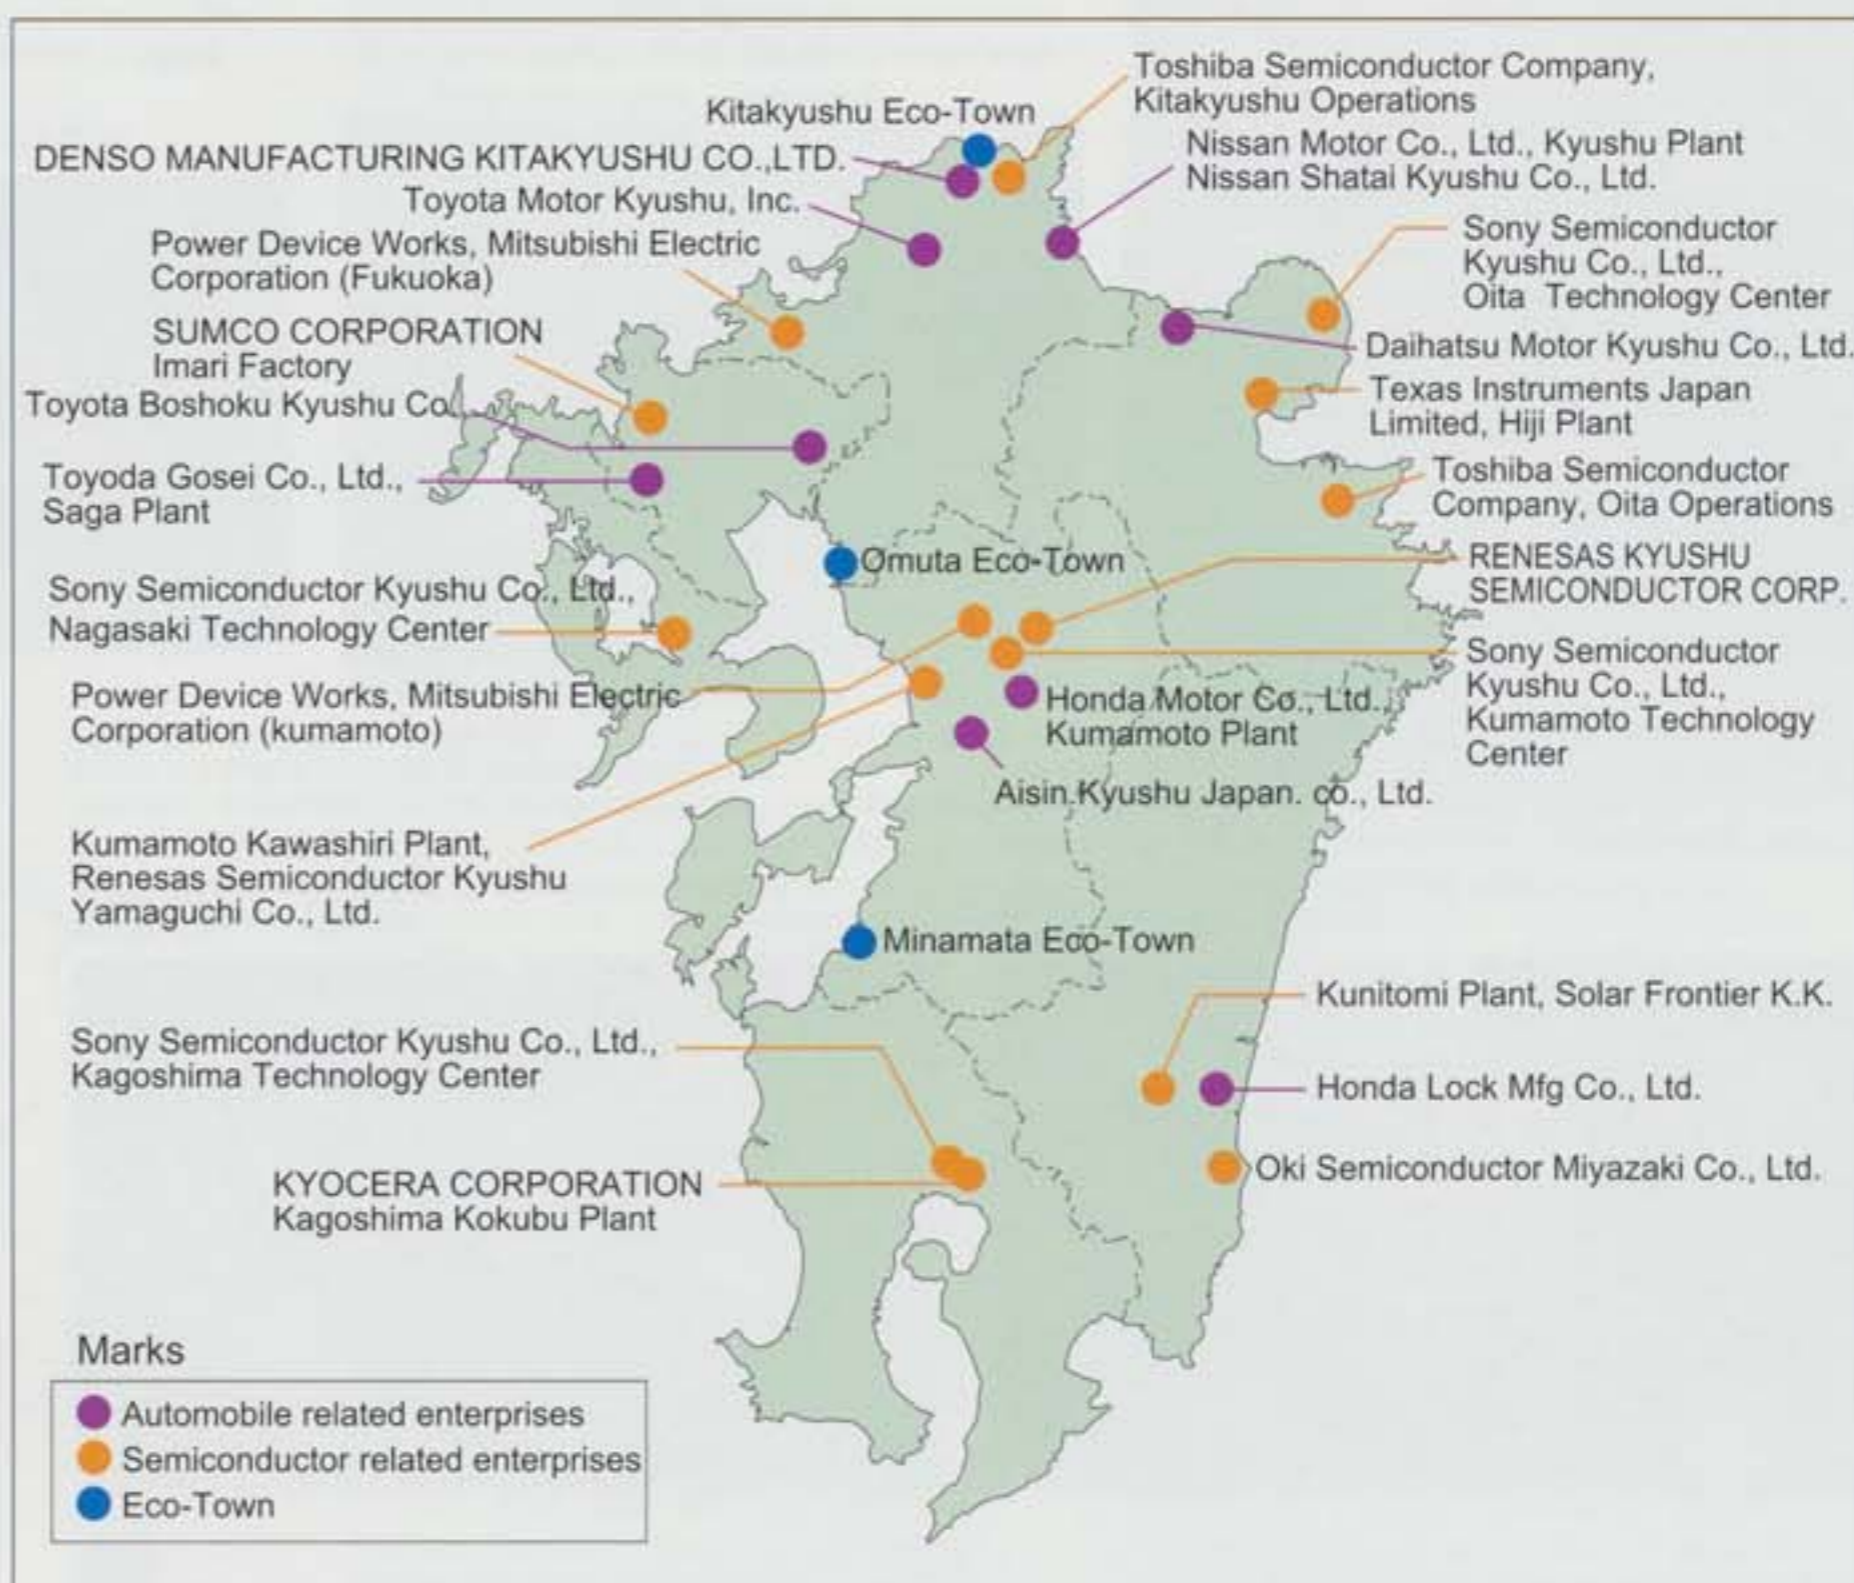 Toshiba Semiconductor Company,
Kitakyushu Operations
Kitakyushu Eco-Town
DENSO MANUFACTURING KITAKYUSHU CO.,LTD.
Nissan Motor Co., Ltd., Kyushu Plant
Nissan Shatai Kyushu Co., Ltd.
Toyota Motor Kyushu, Inc.
Power Device Works, Mitsubishi Electric
Corporation (Fukuoka)
Sony Semiconductor
Kyushu Co., Ltd.,
Oita Technology Center
SUMCO CORPORATION
Imari Factory
Daihatsu Motor Kyushu Co., Ltd.
Toyota Boshoku Kyushu Co.
Texas Instruments Japan
Limited, Hiji Plant
Toyoda Gosei Co., Ltd.,
Saga Plant
Toshiba Semiconductor
Company, Oita Operations
Omuta Eco-Town
RENESAS KYUSHU
SEMICONDUCTOR CORP.
Sony Semiconductor Kyushu Co., Ltd.,
Nagasaki Technology Center
Sony Semiconductor
Kyushu Co., Ltd.,
Kumamoto Technology
Center
Power Device Works, Mitsubishi Electric
Corporation (kumamoto)
Honda Motor Co., Ltd.,
Kumamoto Plant
Aisin Kyushu Japan. co., Ltd.
Kumamoto Kawashiri Plant,
Renesas Semiconductor Kyushu
Yamaguchi Co., Ltd.
Minamata Eco-Town
Kunitomi Plant, Solar Frontier K.K.
Sony Semiconductor Kyushu Co., Ltd.,
Kagoshima Technology Center
Honda Lock Mfg Co., Ltd.
KYOCERA CORPORATION
Kagoshima Kokubu Plant
Oki Semiconductor Miyazaki Co., Ltd.
Marks
Automobile related enterprises
Semiconductor related enterprises
Eco-Town